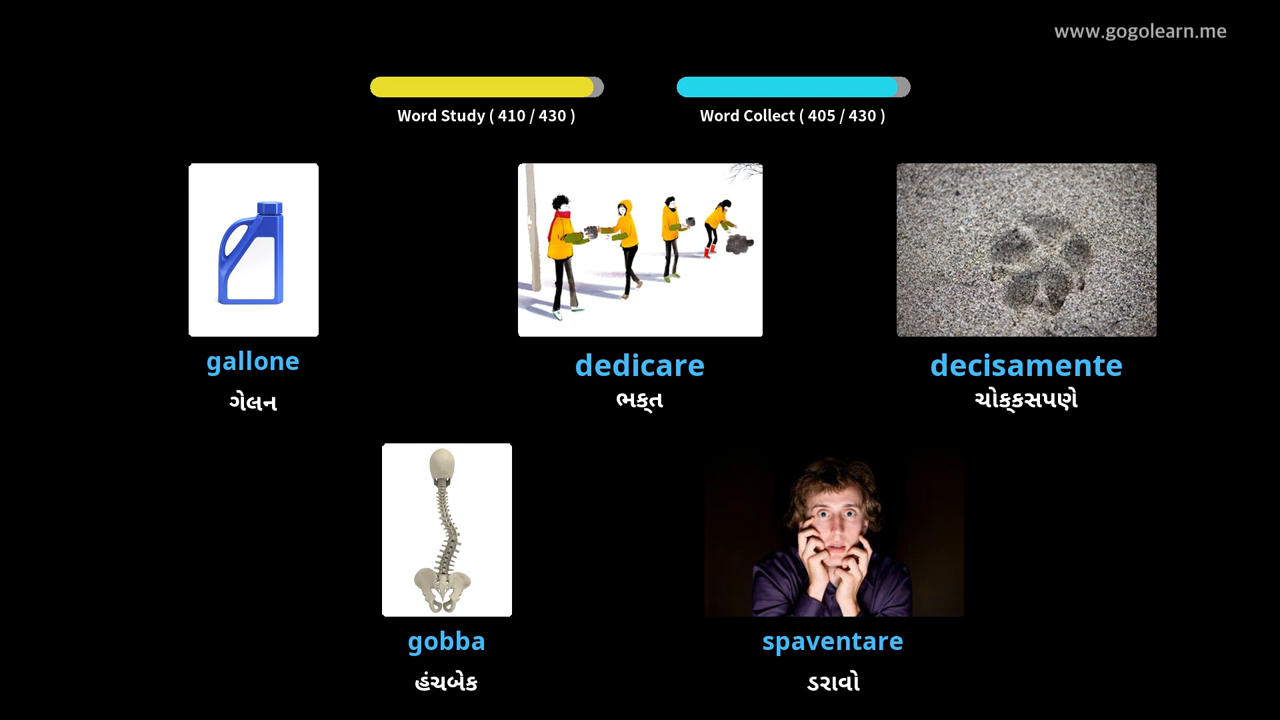 www.gogolearn.me
Word Study ( 410 / 430 )
Word Collect ( 405 / 430 )
gallone
ગેલન
dedicare
ભક્ત
decisamente
ચોક્કસપણે
gobba
હંચબેક
spaventare
ડરાવો